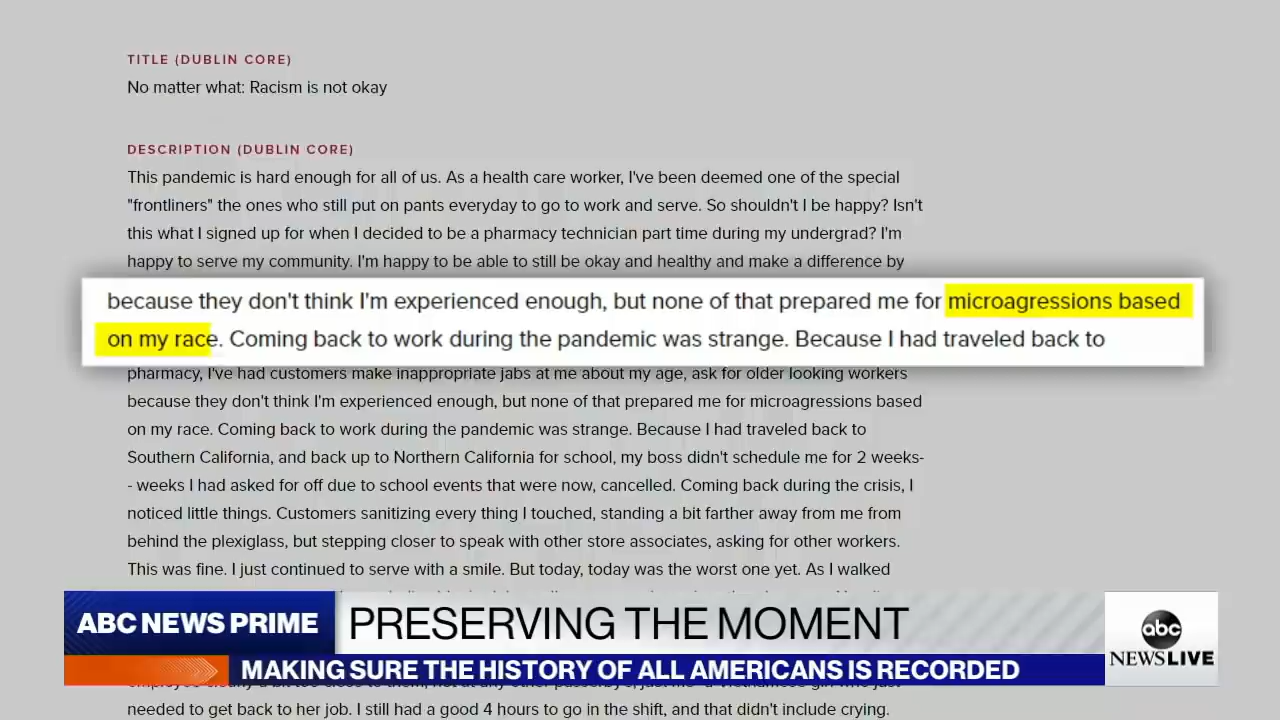 TITLE (DUBLIN CORE)
No matter what: Racism is not okay
DESCRIPTION (DUBLIN CORE)
This pandemic is hard enough for all of us. As a health care worker, I've been deemed one of the special
"frontliners" the ones who still put on pants everyday to go to work and serve. So shouldn't I be happy? Isn't
this what I signed up for when I decided to be a pharmacy technician part time during my undergrad? I'm
happy to serve my community. I'm happy to be able to still be okay and healthy and make a difference by
because they don't think I'm experienced enough, but none of that prepared me for microagressions based
on my race. Coming back to work during the pandemic was strange. Because I had traveled back to
pharmacy, I've had customers make inappropriate jabs at me about my age, ask for older looking workers
because they don't think I'm experienced enough, but none of that prepared me for microagressions based
on my race. Coming back to work during the pandemic was strange. Because I had traveled back to
Southern California, and back up to Northern California for school, my boss didn't schedule me for 2 weeks-
- weeks I had asked for off due to school events that were now, cancelled. Coming back during the crisis, I
noticed little things. Customers sanitizing every thing I touched, standing a bit farther away from me from
behind the plexiglass, but stepping closer to speak with other store associates, asking for other workers.
This was fine. I just continued to serve with a smile. But today, today was the worst one yet. As I walked
ABC NEWS PRIME
PRESERVING THE MOMENT
MAKING SURE THE HISTORY OF ALL AMERICANS IS RECORDED
abc
NEWS LIVE
needed to get back to her job. I still had a good 4 hours to go in the shift, and that didn't include crying.